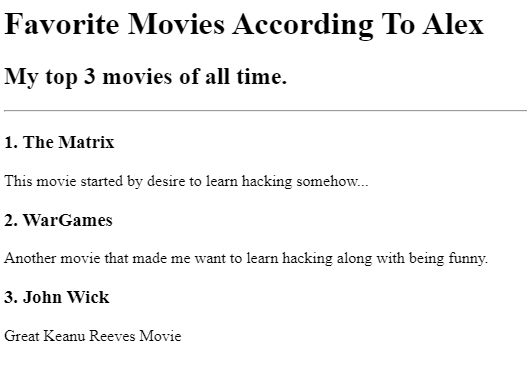 Favorite Movies According To Alex
My top 3 movies of all time.
1. The Matrix
This movie started by desire to learn hacking somehow...
2. WarGames
Another movie that made me want to learn hacking along with being funny.
3. John Wick
Great Keanu Reeves Movie